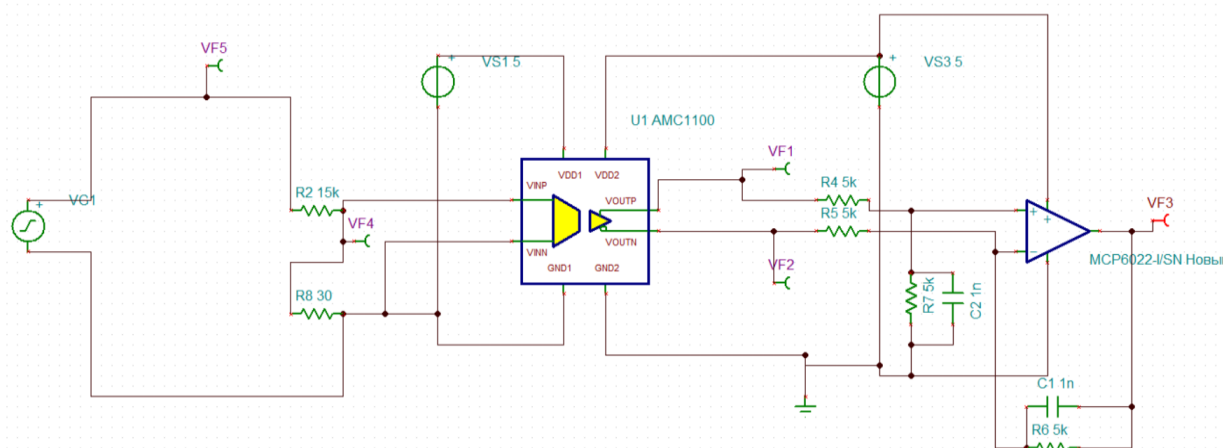 VF5
VS1 5
VS3 5
U1 AMC1100
VF1
VDD1 VDD2
R2 15k
VG1
VINP
VOUTP
R4 5k
VF3
VF4
R5 5k
VINN
VOUTN
GND1 GND2
VF2
MCP6022-I/SN Новый
R8 30
R7 5k
C2 1n
C1 1n
R6 5k